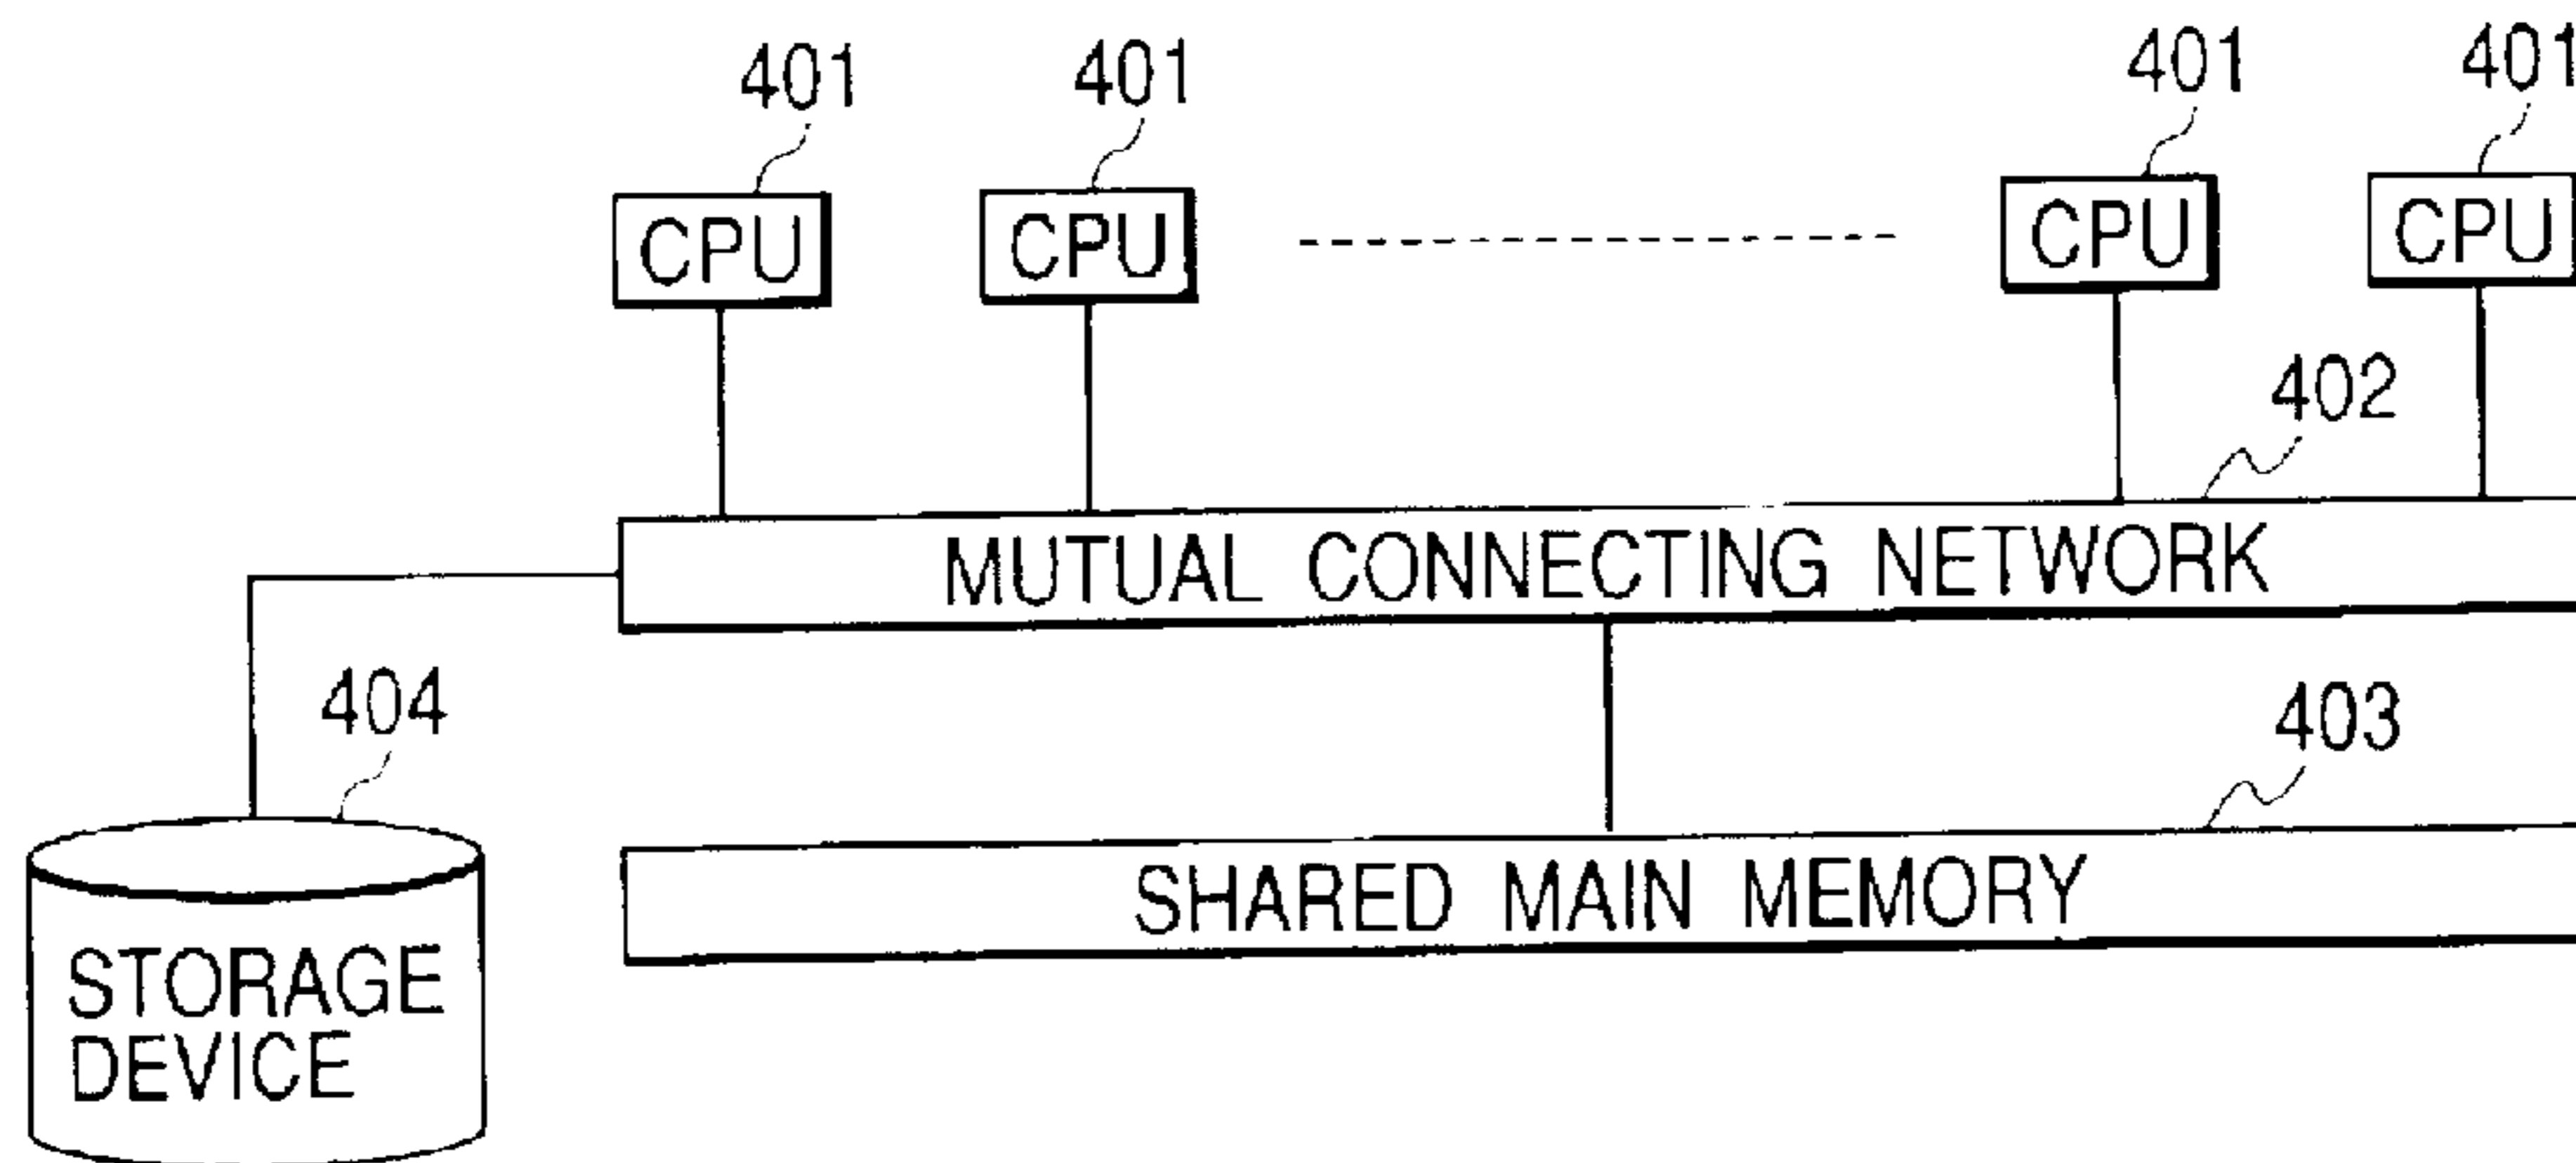 401 401 401 401
CPU CPU CPU CPU
402
MUTUAL CONNECTING NETWORK
404
403
SHARED MAIN MEMORY
STORAGE
DEVICE